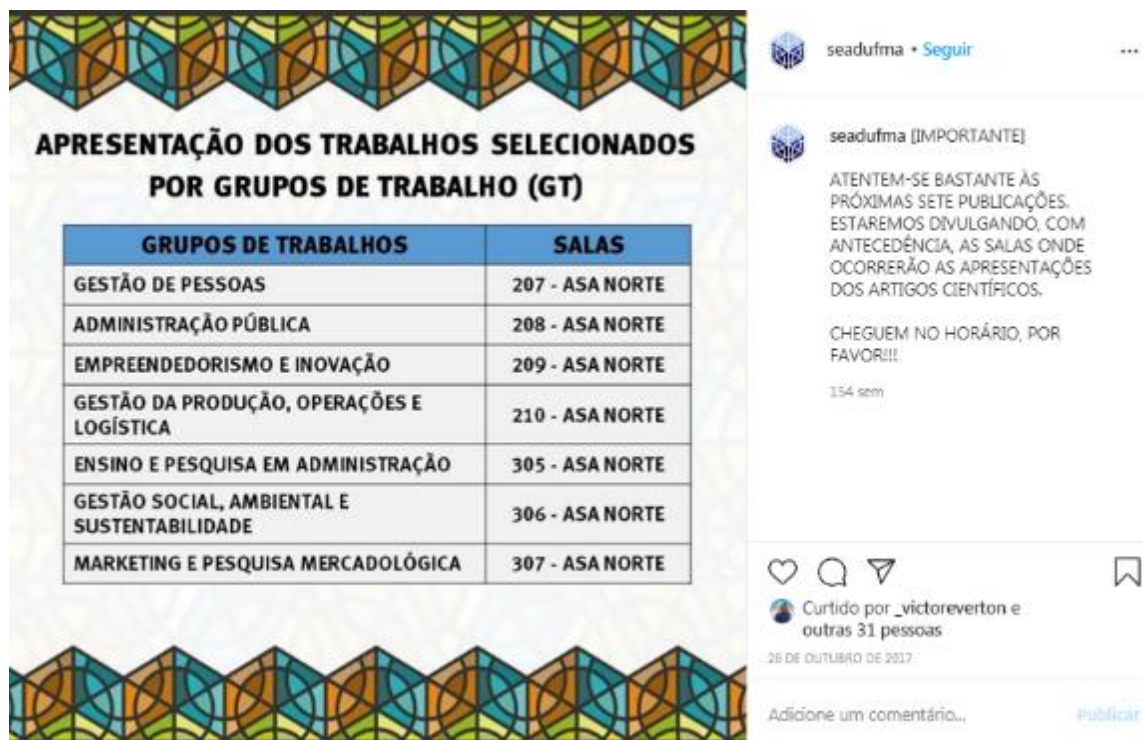 APRESENTAÇÃO DOS TRABALHOS SELECIONADOS
POR GRUPOS DE TRABALHO (GT)
GRUPOS DE TRABALHOS SALAS
GESTÃO DE PESSOAS 207 - ASA NORTE
ADMINISTRAÇÃO PÚBLICA 208 - ASA NORTE
EMPREENDEDORISMO E INOVAÇÃO 209 - ASA NORTE
GESTÃO DA PRODUÇÃO, OPERAÇÕES E
LOGÍSTICA 210 - ASA NORTE
ENSINO E PESQUISA EM ADMINISTRAÇÃO 305 - ASA NORTE
GESTÃO SOCIAL, AMBIENTAL E
SUSTENTABILIDADE 306 - ASA NORTE
MARKETING E PESQUISA MERCADOLÓGICA 307 - ASA NORTE
seadufma • Seguir
seadufma [IMPORTANTE]
ATENTEM-SE BASTANTE ÀS
PRÓXIMAS SETE PUBLICAÇÕES.
ESTAREMOS DIVULGANDO, COM
ANTECEDÊNCIA, AS SALAS ONDE
OCORRERÃO AS APRESENTAÇÕES
DOS ARTIGOS CIENTÍFICOS.
CHEGUEM NO HORÁRIO, POR
FAVOR!!!
154 sem
Curtido por _victoreverton e
outras 31 pessoas
26 DE OUTUBRO DE 2017
Adicione um comentário... Publicar